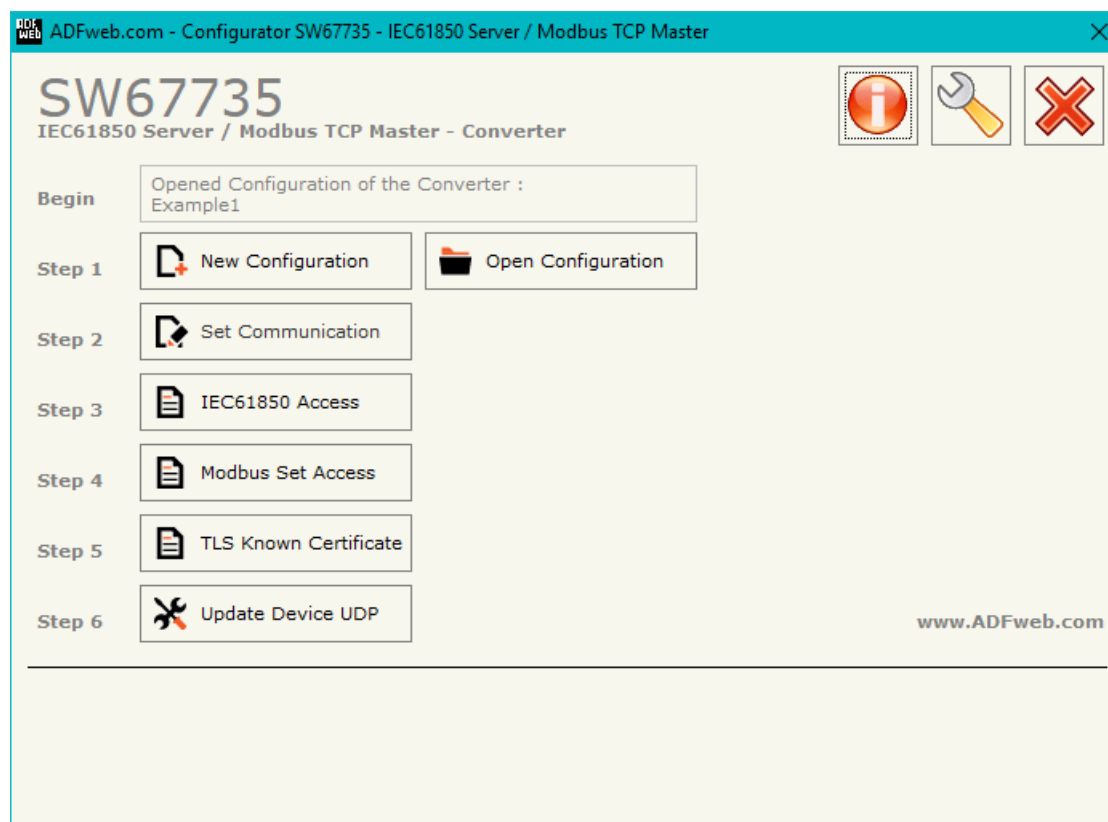 ADFweb.com - Configurator SW67735 - IEC61850 Server / Modbus TCP Master
SW67735
IEC61850 Server / Modbus TCP Master - Converter
Begin
Opened Configuration of the Converter :
Example1
Step 1
New Configuration
Open Configuration
Step 2
Set Communication
Step 3
IEC61850 Access
Step 4
Modbus Set Access
Step 5
TLS Known Certificate
Step 6
Update Device UDP
www.ADFweb.com